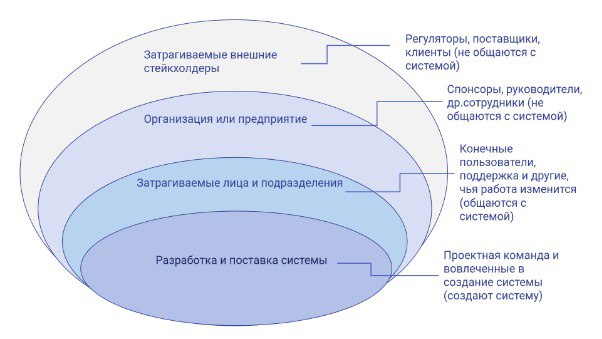 Затрагиваемые внешние
стейкхолдеры
Регуляторы, поставщики,
клиенты (не общаются с
системой)
Организация или предприятие
Спонсоры, руководители,
др.сотрудники (не
общаются с системой)
Затрагиваемые лица и подразделения
Конечные
пользователи,
поддержка и другие,
чья работа изменится
(общаются с
системой)
Разработка и поставка системы
Проектная команда и
вовлеченные в
создание системы
(создают систему)